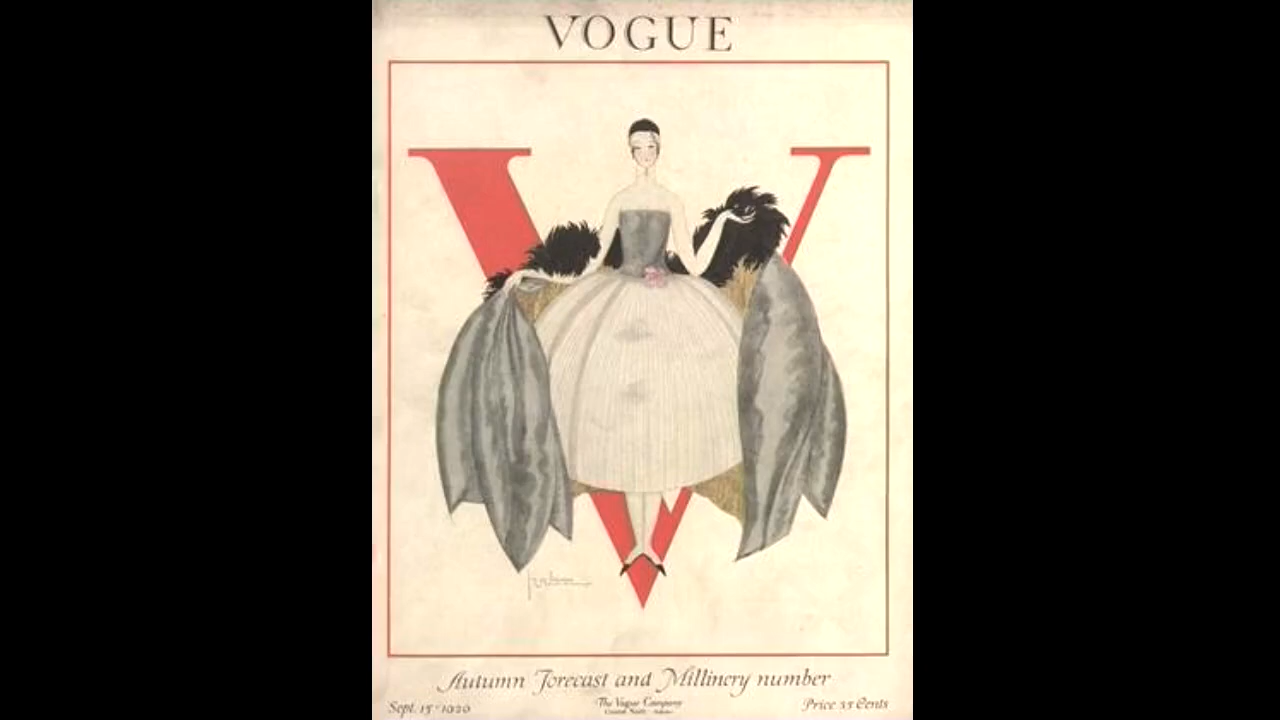 VOGUE
V
Autumn Forecast and Millinery number
Sept. 15 - 1920
The Vogue Company
Price 35 Cents